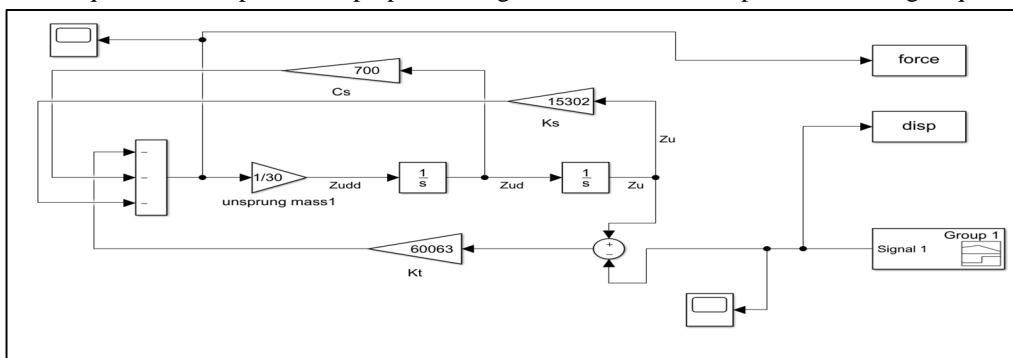 force
700
Cs
15302
Ks
disp
Zu
1/30
Zudd
1
s
Zud
1
s
Zu
unsprung mass1
Group 1
Signal 1
60063
Kt